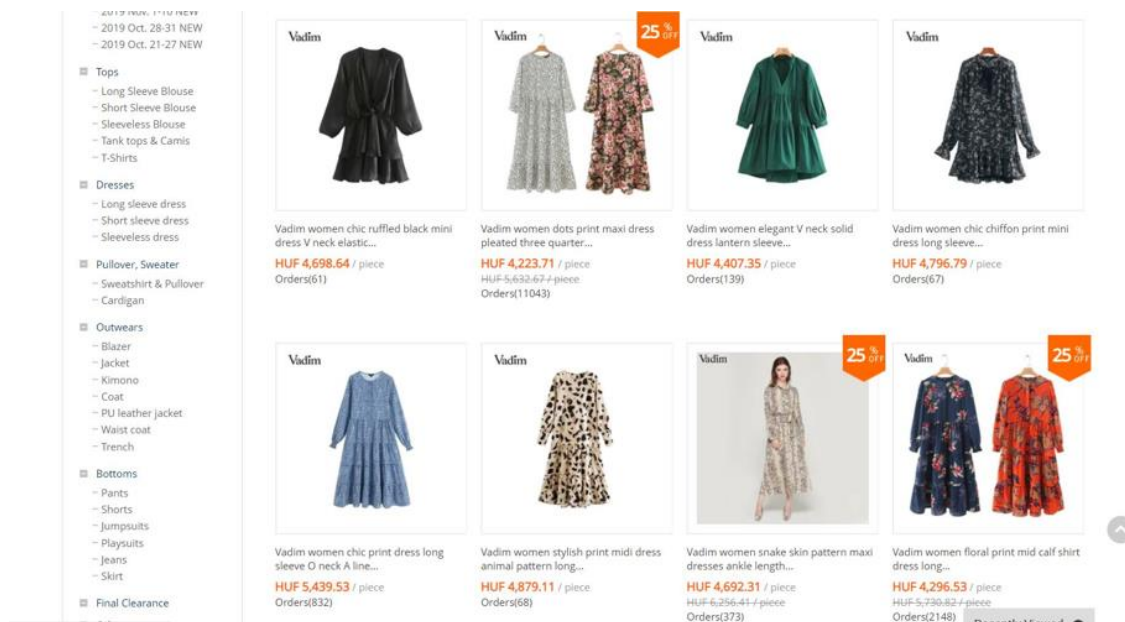 2019 Nov. 1-10 NEW
2019 Oct. 28-31 NEW
2019 Oct. 21-27 NEW
Tops
Long Sleeve Blouse
Short Sleeve Blouse
Sleeveless Blouse
Tank tops & Camis
T-Shirts
Dresses
Long sleeve dress
Short sleeve dress
Sleeveless dress
Pullover, Sweater
Sweatshirt & Pullover
Cardigan
Outwears
Blazer
Jacket
Kimono
Coat
PU leather jacket
Waist coat
Trench
Bottoms
Pants
Shorts
Jumpsuits
Playsuits
Jeans
Skirt
Final Clearance
Vadim
Vadim women chic ruffled black mini
dress V neck elastic...
HUF 4,698.64 / piece
Orders(61)
Vadim
25 % OFF
Vadim women dots print maxi dress
pleated three quarter...
HUF 4,223.71 / piece
HUF 5,632.67 / piece
Orders(11043)
Vadim
Vadim women elegant V neck solid
dress lantern sleeve...
HUF 4,407.35 / piece
Orders(139)
Vadim
Vadim women chic chiffon print mini
dress long sleeve...
HUF 4,796.79 / piece
Orders(67)
Vadim
Vadim women chic print dress long
sleeve O neck A line...
HUF 5,439.53 / piece
Orders(832)
Vadim
Vadim women stylish print midi dress
animal pattern long...
HUF 4,879.11 / piece
Orders(68)
Vadim
25 % OFF
Vadim women snake skin pattern maxi
dresses ankle length...
HUF 4,692.31 / piece
HUF 6,256.41 / piece
Orders(373)
Vadim
25 % OFF
Vadim women floral print mid calf shirt
dress long...
HUF 4,296.53 / piece
HUF 5,730.82 / piece
Orders(2148)
Recently Viewed